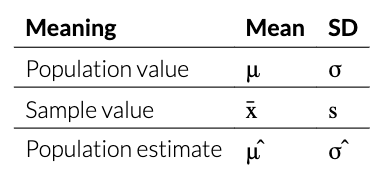 Meaning Mean SD
Population value μ σ
Sample value x̄ s
Population estimate μ̂ σ̂